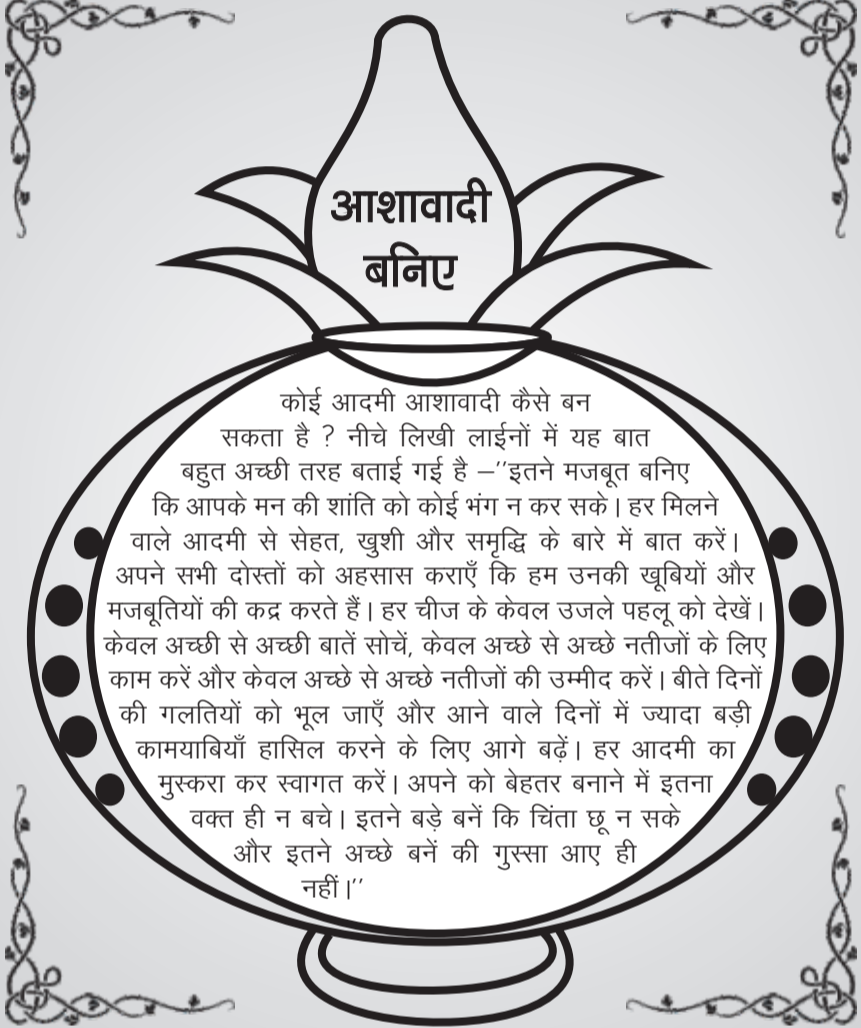 आशावादी
बनिए
कोई आदमी आशावादी कैसे बन
सकता है ? नीचे लिखी लाईनों में यह बात
बहुत अच्छी तरह बताई गई है –’’इतने मजबूत बनिए
कि आपके मन की शांति को कोई भंग न कर सके। हर मिलने
वाले आदमी से सेहत, खुशी और समृद्धि के बारे में बात करें।
अपने सभी दोस्तों को अहसास कराएँ कि हम उनकी खूबियों और
मजबूतियों की कद्र करते हैं। हर चीज के केवल उजले पहलू को देखें।
केवल अच्छी से अच्छी बातें सोचें, केवल अच्छे से अच्छे नतीजों के लिए
काम करें और केवल अच्छे से अच्छे नतीजों की उम्मीद करें। बीते दिनों
की गलतियों को भूल जाएँ और आने वाले दिनों में ज्यादा बड़ी
कामयाबियाँ हासिल करने के लिए आगे बढ़ें। हर आदमी का
मुस्करा कर स्वागत करें। अपने को बेहतर बनाने में इतना
वक्त ही न बचे। इतने बड़े बनें कि चिंता छू न सके
और इतने अच्छे बनें की गुस्सा आए ही
नहीं।’’